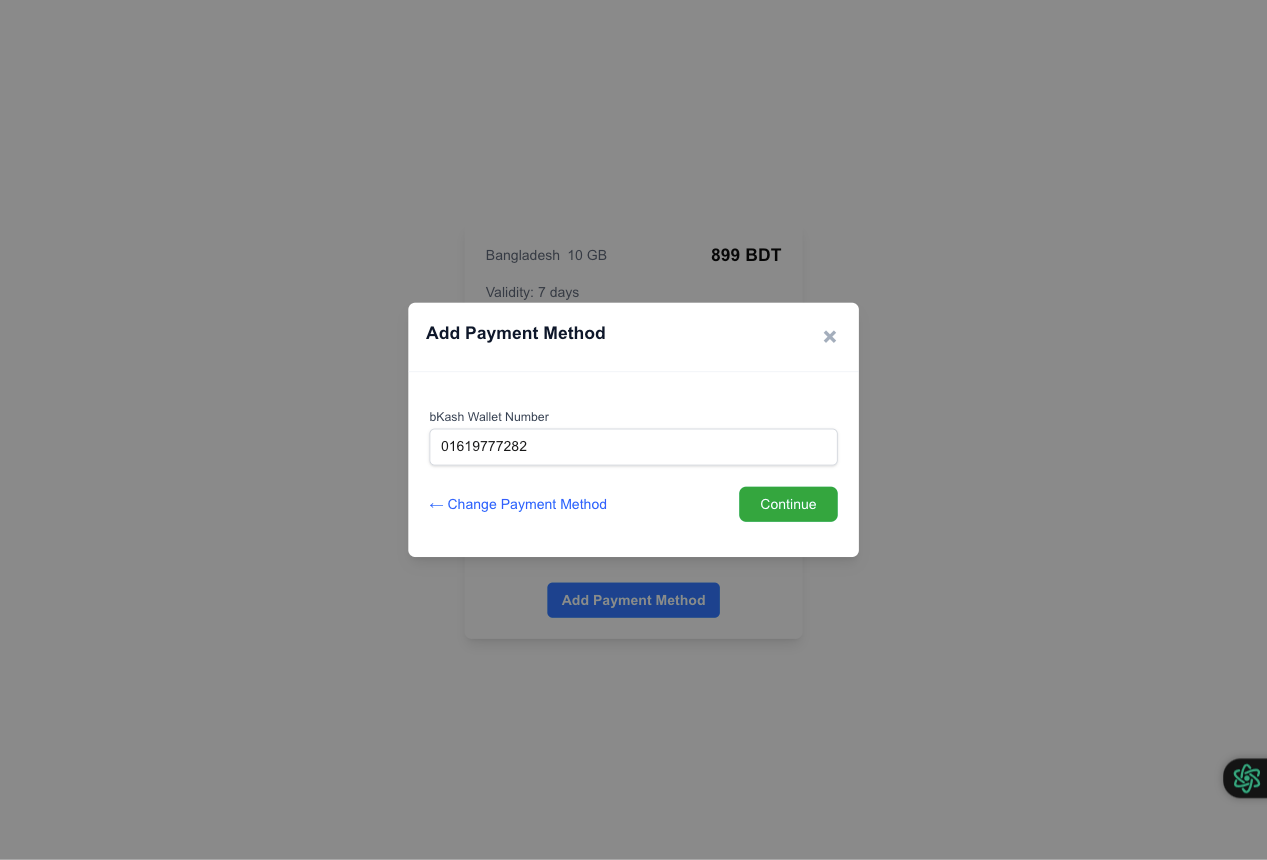 Bangladesh 10 GB 899 BDT
Validity: 7 days
Add Payment Method ×
bKash Wallet Number
01619777282
← Change Payment Method Continue
Add Payment Method